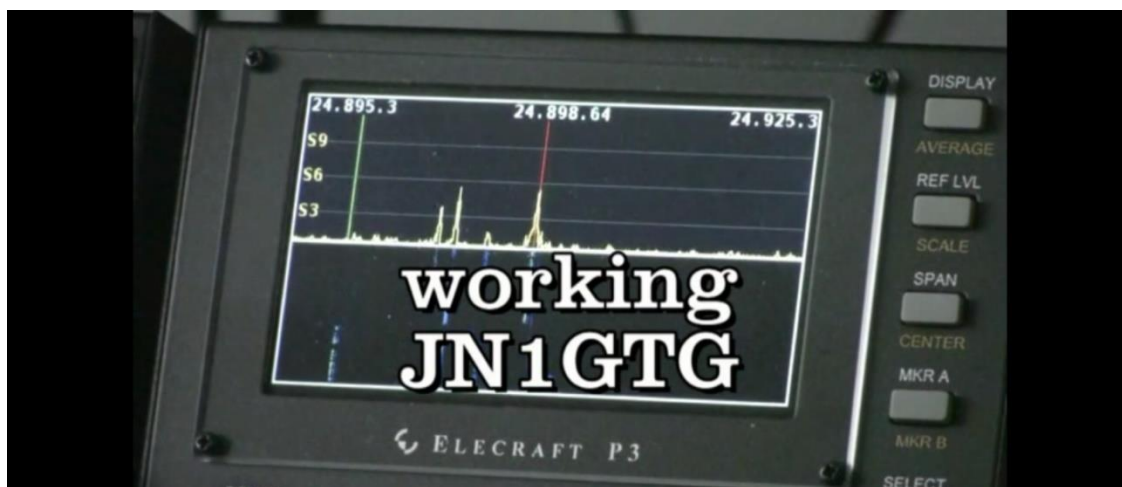 24.895.3 24.898.64 24.925.3
S9
S6
S3
working
JN1GTG
ELECRAFT P3
DISPLAY
AVERAGE
REF LVL
SCALE
SPAN
CENTER
MKR A
MKR B
SELECT